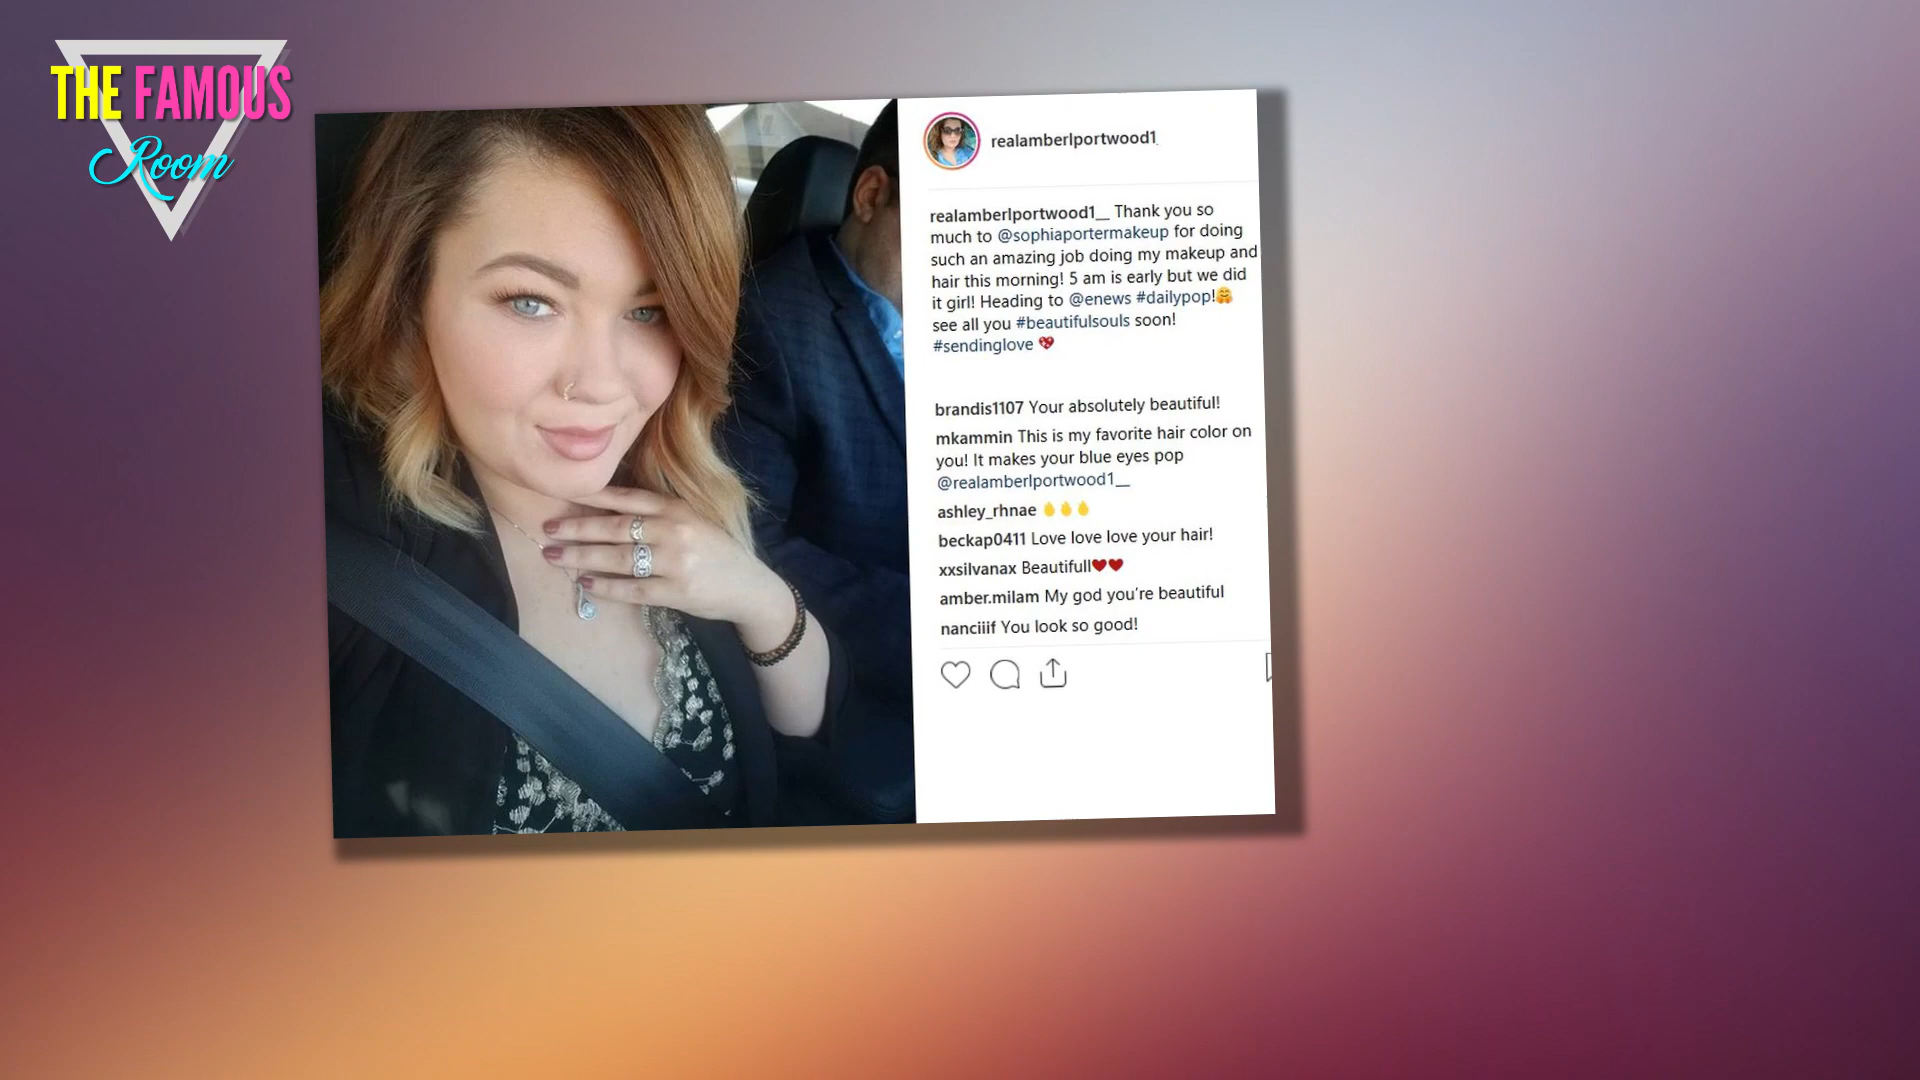 THE FAMOUS
Room
realamberlportwood1
realamberlportwood1__ Thank you so
much to @sophiaportermakeup for doing
such an amazing job doing my makeup and
hair this morning! 5 am is early but we did
it girl! Heading to @enews #dailypop!🤗
see all you #beautifulsouls soon!
#sendinglove 💖
brandis1107 Your absolutely beautiful!
mkammin This is my favorite hair color on
you! It makes your blue eyes pop
@realamberlportwood1__
ashley_rhnae 🔥🔥🔥
beckap0411 Love love love your hair!
xxsilvanax Beautifull❤❤
amber.milam My god you're beautiful
nanciiif You look so good!